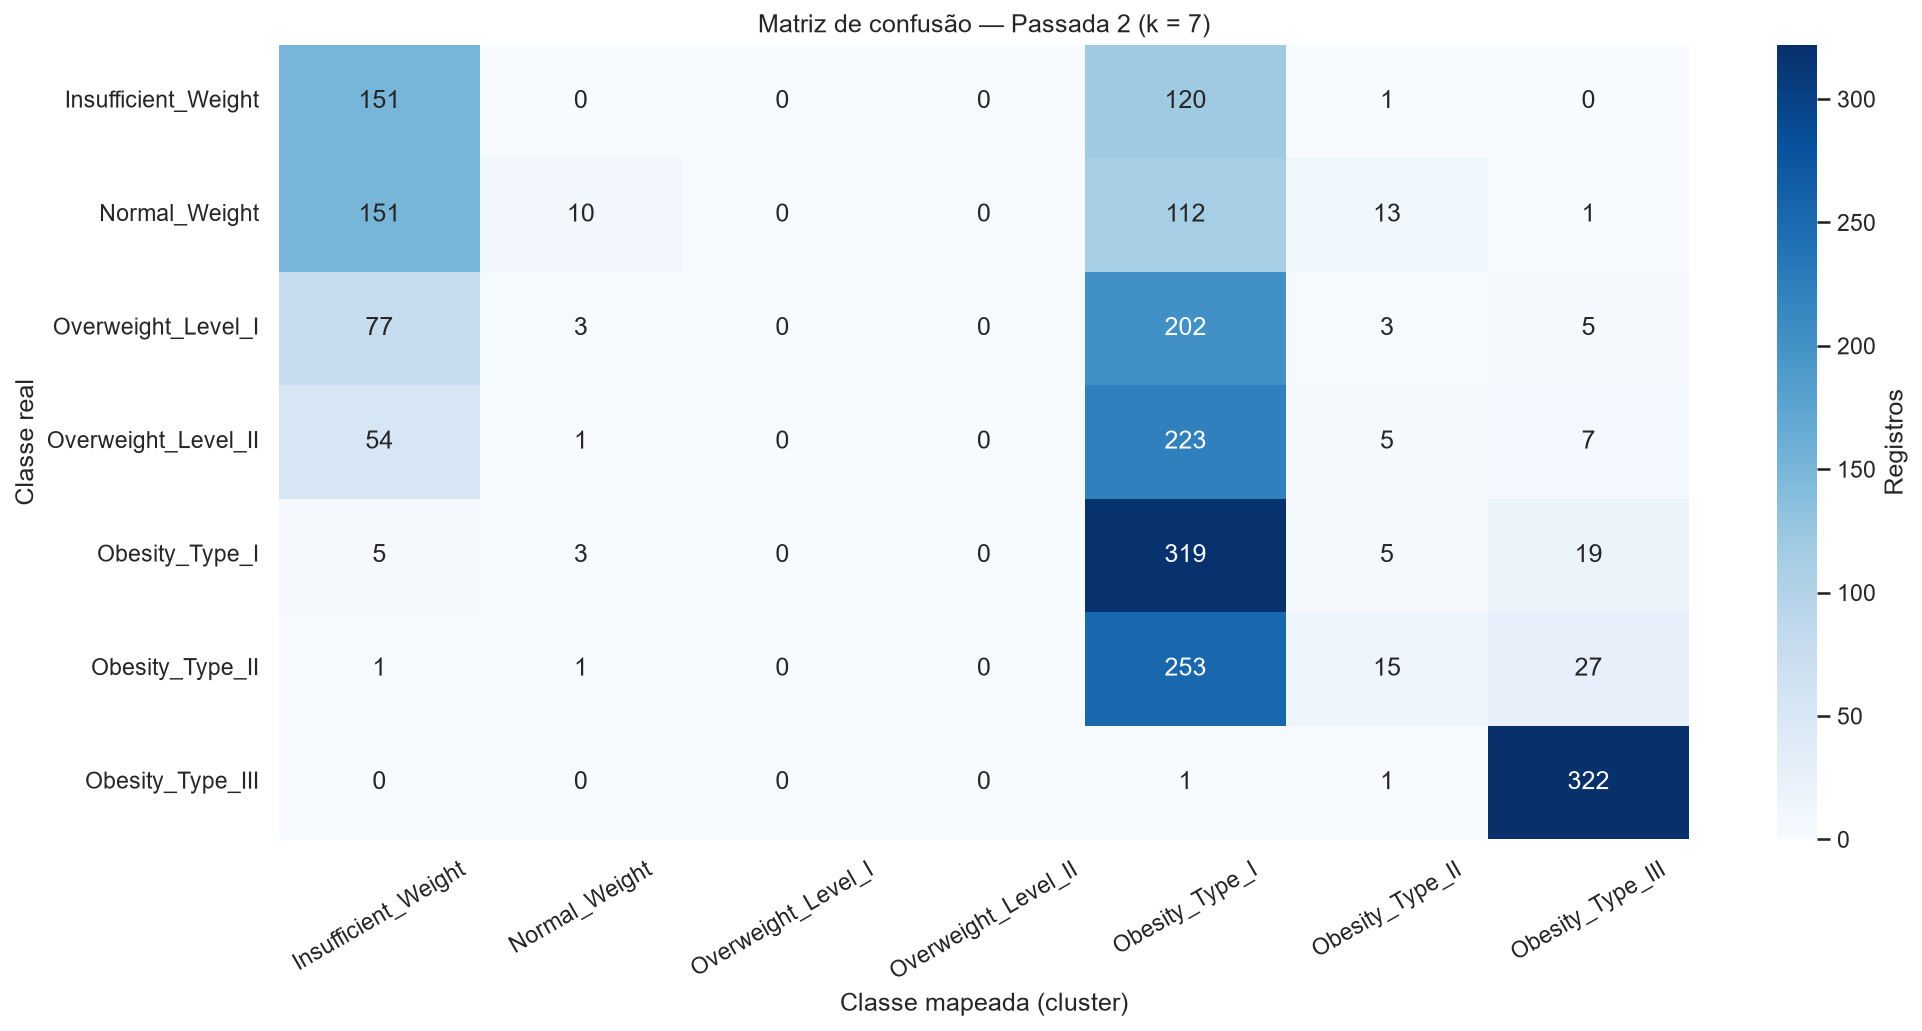 Matriz de confusão — Passada 2 (k = 7)
Classe real
Insufficient_Weight 151 0 0 0 120 1 0
Normal_Weight 151 10 0 0 112 13 1
Overweight_Level_I 77 3 0 0 202 3 5
Overweight_Level_II 54 1 0 0 223 5 7
Obesity_Type_I 5 3 0 0 319 5 19
Obesity_Type_II 1 1 0 0 253 15 27
Obesity_Type_III 0 0 0 0 1 1 322
Insufficient_Weight Normal_Weight Overweight_Level_I Overweight_Level_II Obesity_Type_I Obesity_Type_II Obesity_Type_III
Classe mapeada (cluster)
300
250
200
150
100
50
0
Registros